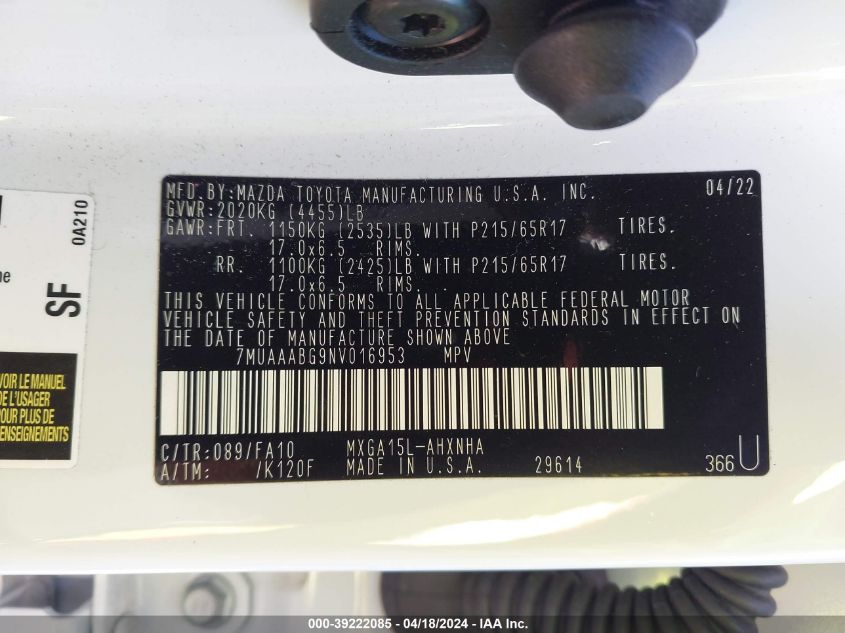 MFD.BY:MAZDA TOYOTA MANUFACTURING U.S.A. INC. 04/22
GVWR:2020KG (4455)LB
GAWR:FRT. 1150KG (2535)LB WITH P215/65R17 TIRES.
17.0x6.5 RIMS.
RR. 1100KG (2425)LB WITH P215/65R17 TIRES.
17.0x6.5 RIMS.
THIS VEHICLE CONFORMS TO ALL APPLICABLE FEDERAL MOTOR
VEHICLE SAFETY AND THEFT PREVENTION STANDARDS IN EFFECT ON
THE DATE OF MANUFACTURE SHOWN ABOVE
7MUAAABG9NV016953 MPV
C/TR:089/FA10 MXGA15L-AHXNHA
A/TM: /K120F MADE IN U.S.A. 29614 366U
0A210
SF
ne
VOIR LE MANUEL
DE L'USAGER
POUR PLUS DE
RENSEIGNEMENTS
000-39222085 - 04/18/2024 - IAA Inc.